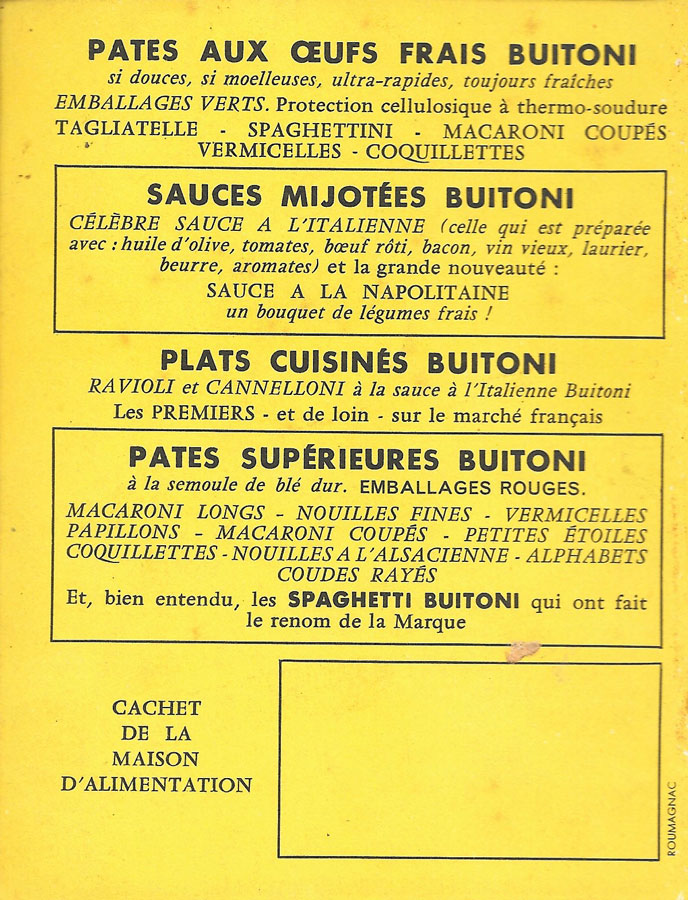 PATES AUX ŒUFS FRAIS BUITONI
si douces, si moelleuses, ultra-rapides, toujours fraîches
EMBALLAGES VERTS. Protection cellulosique à thermo-soudure
TAGLIATELLE - SPAGHETTINI - MACARONI COUPÉS
VERMICELLES - COQUILLETTES
SAUCES MIJOTÉES BUITONI
CÉLÈBRE SAUCE A L'ITALIENNE (celle qui est préparée
avec : huile d'olive, tomates, bœuf rôti, bacon, vin vieux, laurier,
beurre, aromates) et la grande nouveauté :
SAUCE A LA NAPOLITAINE
un bouquet de légumes frais !
PLATS CUISINÉS BUITONI
RAVIOLI et CANNELLONI à la sauce à l'Italienne Buitoni
Les PREMIERS - et de loin - sur le marché français
PATES SUPÉRIEURES BUITONI
à la semoule de blé dur. EMBALLAGES ROUGES.
MACARONI LONGS - NOUILLES FINES - VERMICELLES
PAPILLONS - MACARONI COUPÉS - PETITES ÉTOILES
COQUILLETTES - NOUILLES A L'ALSACIENNE - ALPHABETS
COUDES RAYÉS
Et, bien entendu, les SPAGHETTI BUITONI qui ont fait
le renom de la Marque
CACHET
DE LA
MAISON
D'ALIMENTATION
ROUMAGNAC